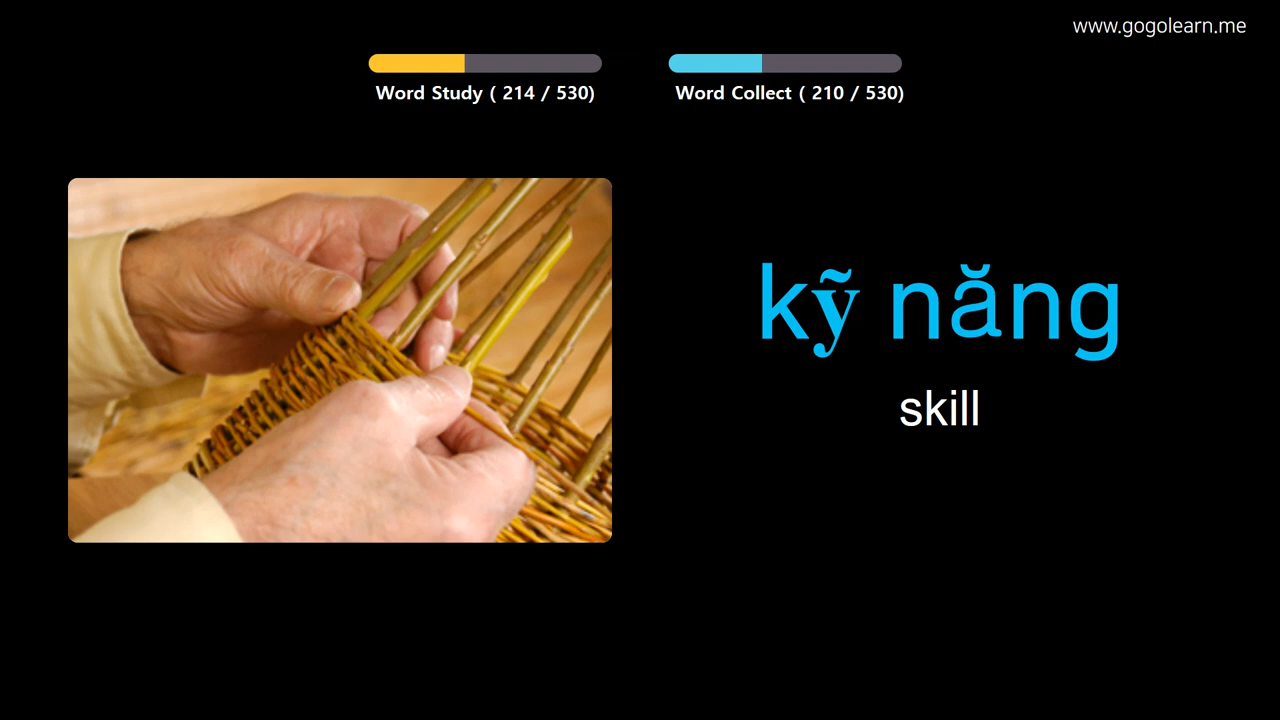 www.gogolearn.me
Word Study ( 214 / 530)
Word Collect ( 210 / 530)
kỹ năng
skill